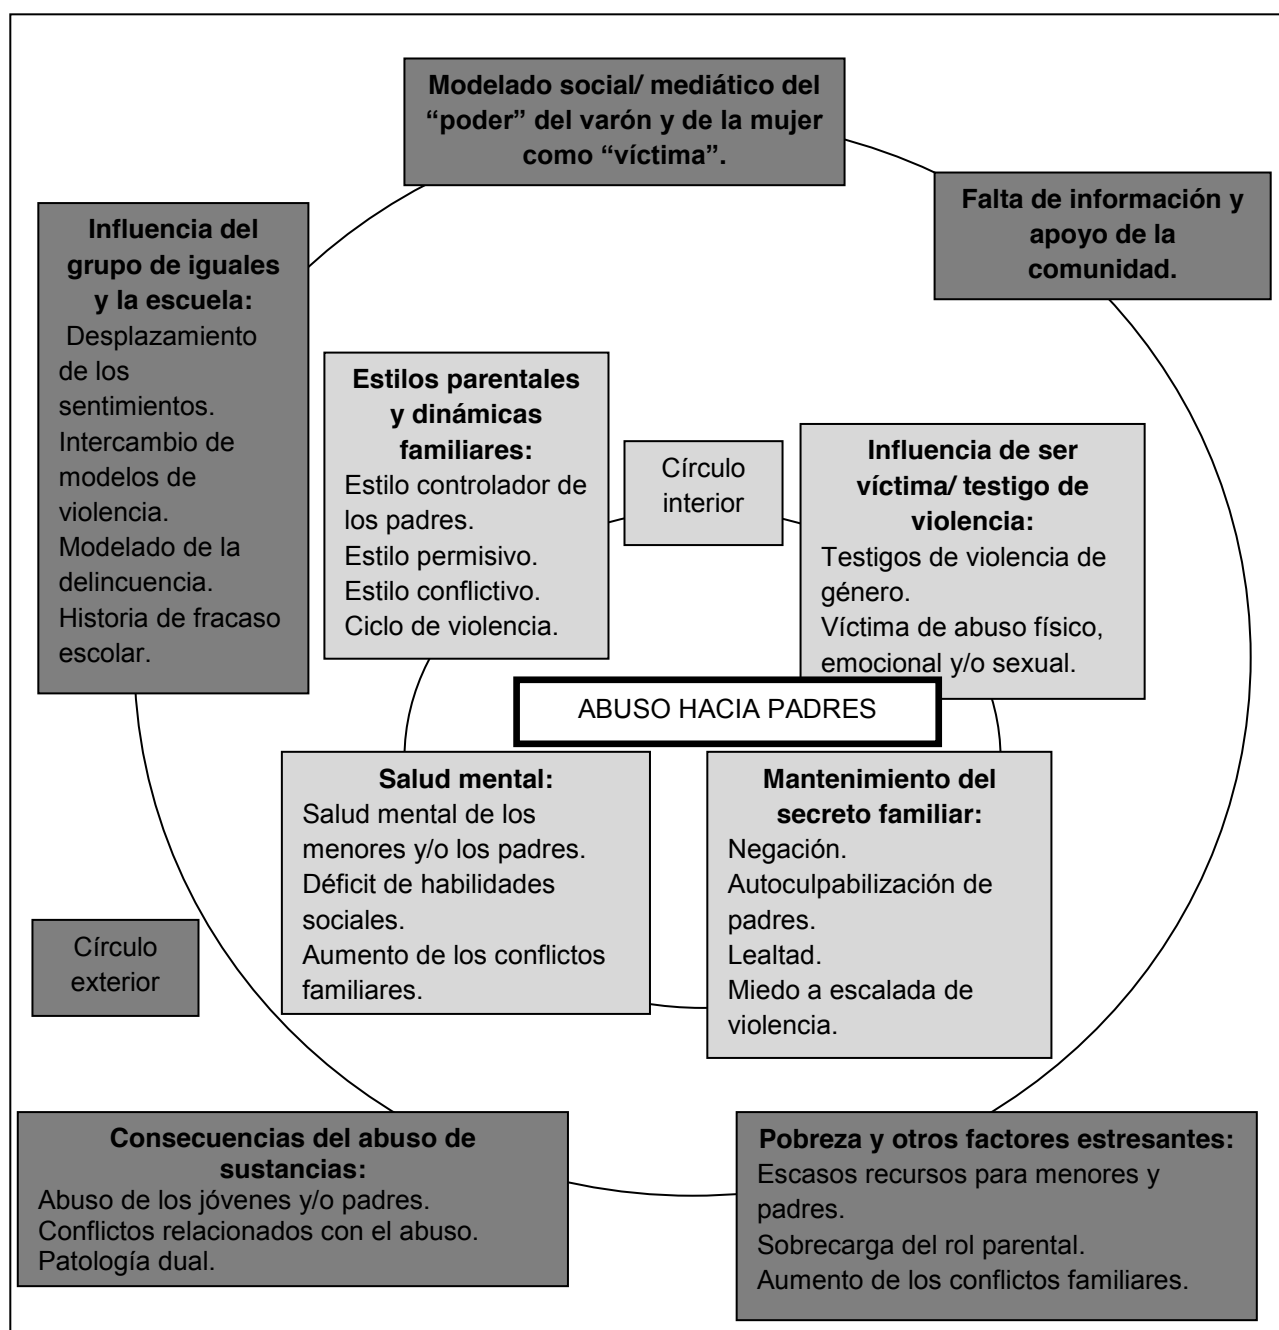 Modelado social/ mediático del
“poder” del varón y de la mujer
como “víctima”.
Falta de información y
apoyo de la
comunidad.
Influencia del
grupo de iguales
y la escuela:
Desplazamiento
de los
sentimientos.
Intercambio de
modelos de
violencia.
Modelado de la
delincuencia.
Historia de fracaso
escolar.
Estilos parentales
y dinámicas
familiares:
Estilo controlador de
los padres.
Estilo permisivo.
Estilo conflictivo.
Ciclo de violencia.
Círculo
interior
Influencia de ser
víctima/ testigo de
violencia:
Testigos de violencia de
género.
Víctima de abuso físico,
emocional y/o sexual.
ABUSO HACIA PADRES
Salud mental:
Salud mental de los
menores y/o los padres.
Déficit de habilidades
sociales.
Aumento de los conflictos
familiares.
Mantenimiento del
secreto familiar:
Negación.
Autoculpabilización de
padres.
Lealtad.
Miedo a escalada de
violencia.
Círculo
exterior
Consecuencias del abuso de
sustancias:
Abuso de los jóvenes y/o padres.
Conflictos relacionados con el abuso.
Patología dual.
Pobreza y otros factores estresantes:
Escasos recursos para menores y
padres.
Sobrecarga del rol parental.
Aumento de los conflictos familiares.